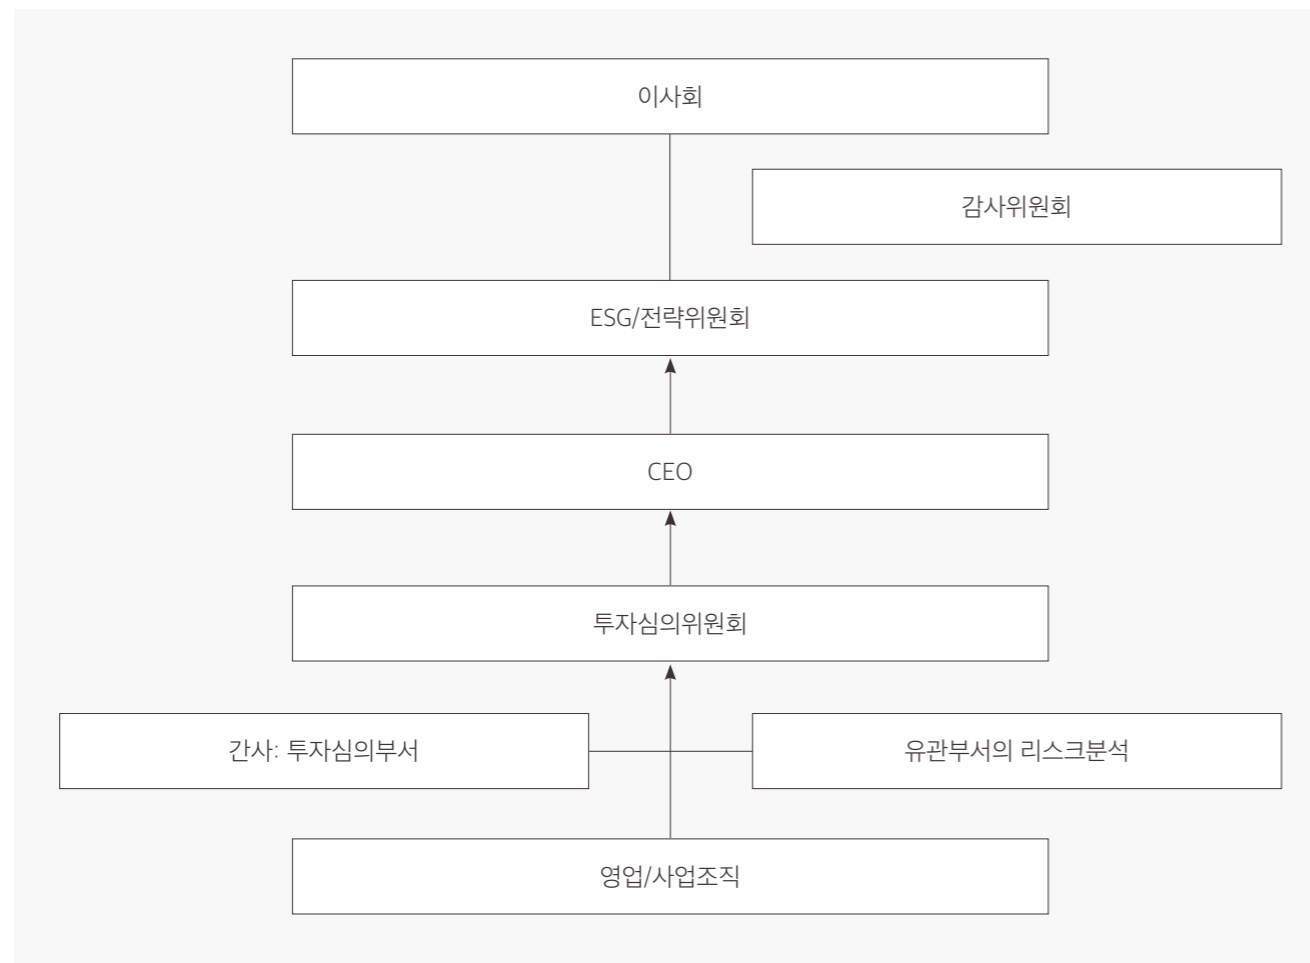 이사회
감사위원회
ESG/전략위원회
CEO
투자심의위원회
간사: 투자심의부서
유관부서의 리스크분석
영업/사업조직